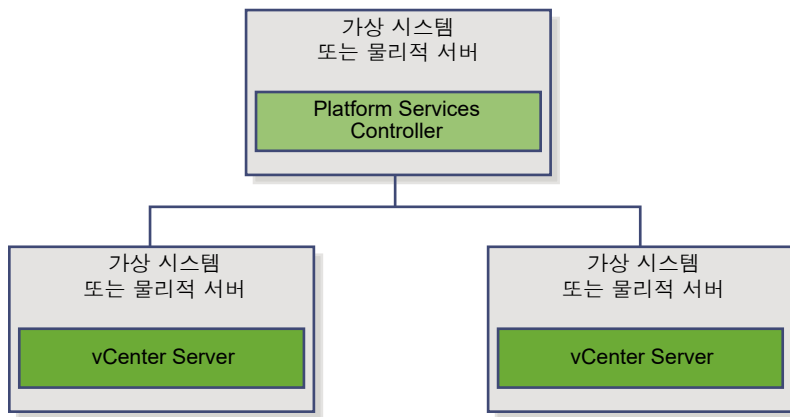 가상 시스템
또는 물리적 서버
Platform Services
Controller
가상 시스템
또는 물리적 서버
vCenter Server
가상 시스템
또는 물리적 서버
vCenter Server